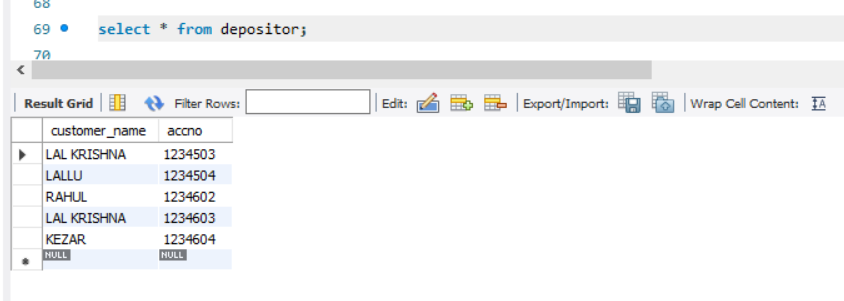 68
69 select * from depositor;
70
Result Grid Filter Rows: Edit: Export/Import: Wrap Cell Content: IA
customer_name accno
LAL KRISHNA 1234503
LALLU 1234504
RAHUL 1234602
LAL KRISHNA 1234603
KEZAR 1234604
NULL NULL